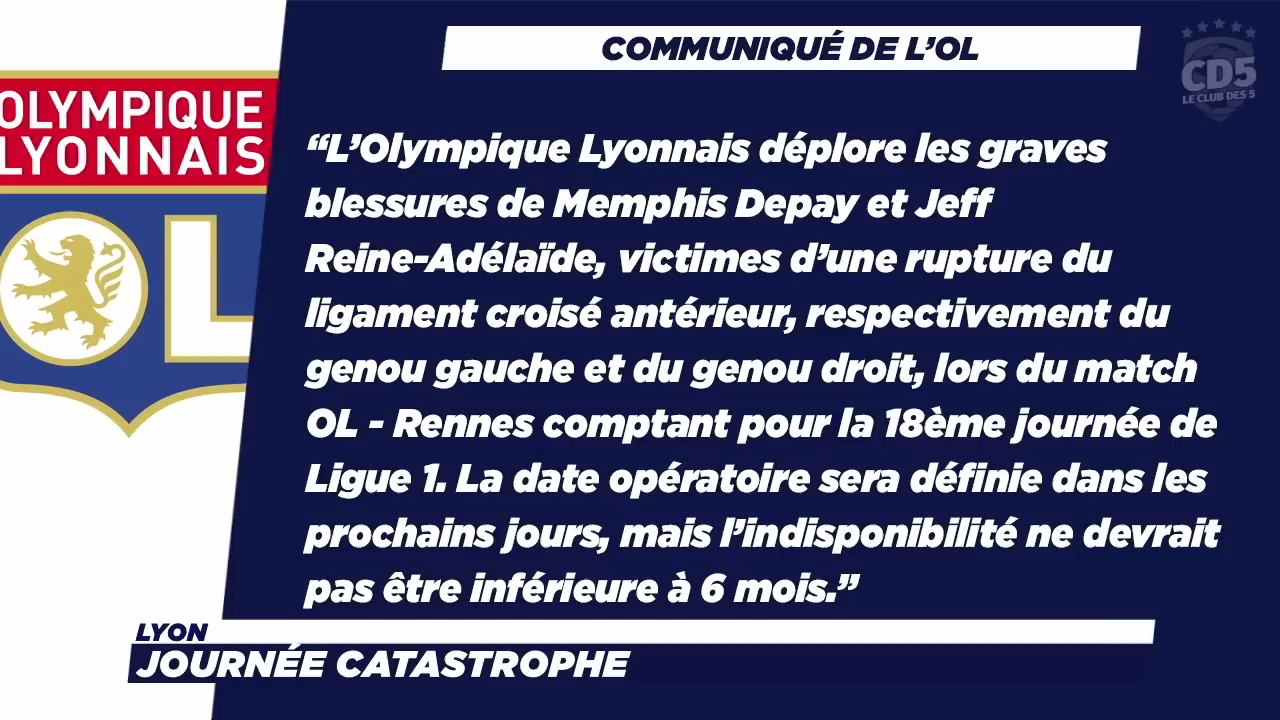 COMMUNIQUÉ DE L’OL
CD5
LE CLUB DES 5
OLYMPIQUE
LYONNAIS
OL
“L’Olympique Lyonnais déplore les graves
blessures de Memphis Depay et Jeff
Reine-Adélaïde, victimes d’une rupture du
ligament croisé antérieur, respectivement du
genou gauche et du genou droit, lors du match
OL - Rennes comptant pour la 18ème journée de
Ligue 1. La date opératoire sera définie dans les
prochains jours, mais l’indisponibilité ne devrait
pas être inférieure à 6 mois.”
LYON
JOURNÉE CATASTROPHE